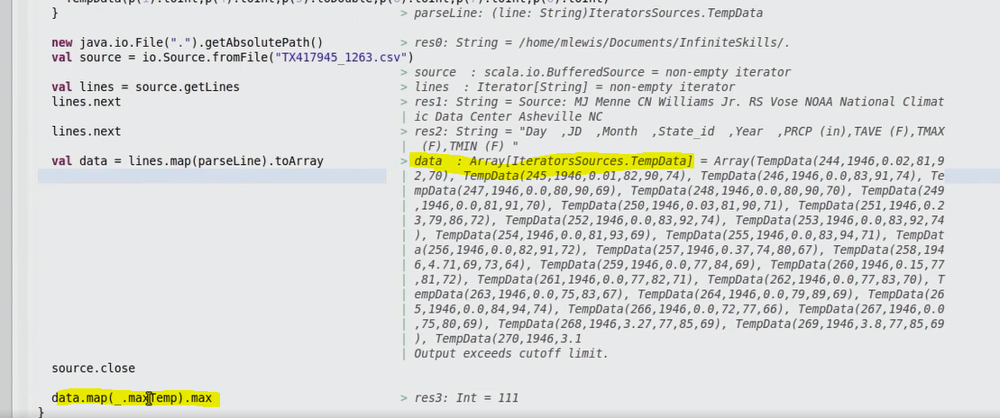 TempData(p(1).toInt,p(4).toInt,p(5).toDouble,p(6).toInt,p(7).toInt,p(8).toInt)
}
> parseLine: (line: String)IteratorsSources.TempData
new java.io.File(".").getAbsolutePath()
> res0: String = /home/mlewis/Documents/InfiniteSkills/.
val source = io.Source.fromFile("TX417945_1263.csv")
> source  : scala.io.BufferedSource = non-empty iterator
val lines = source.getLines
> lines  : Iterator[String] = non-empty iterator
lines.next
> res1: String = Source: MJ Menne CN Williams Jr. RS Vose NOAA National Climat
| ic Data Center Asheville NC
lines.next
> res2: String = "Day  ,JD  ,Month  ,State_id  ,Year  ,PRCP (in),TAVE (F),TMAX
|  (F),TMIN (F) "
val data = lines.map(parseLine).toArray
> data  : Array[IteratorsSources.TempData] = Array(TempData(244,1946,0.02,81,9
| 2,70), TempData(245,1946,0.01,82,90,74), TempData(246,1946,0.0,83,91,74), Te
| mpData(247,1946,0.0,80,90,69), TempData(248,1946,0.0,80,90,70), TempData(249
| ,1946,0.0,81,91,70), TempData(250,1946,0.03,81,90,71), TempData(251,1946,0.2
| 3,79,86,72), TempData(252,1946,0.0,83,92,74), TempData(253,1946,0.0,83,92,74
| ), TempData(254,1946,0.0,81,93,69), TempData(255,1946,0.0,83,94,71), TempDat
| a(256,1946,0.0,82,91,72), TempData(257,1946,0.37,74,80,67), TempData(258,194
| 6,4.71,69,73,64), TempData(259,1946,0.0,77,84,69), TempData(260,1946,0.15,77
| ,81,72), TempData(261,1946,0.0,77,82,71), TempData(262,1946,0.0,77,83,70), T
| empData(263,1946,0.0,75,83,67), TempData(264,1946,0.0,79,89,69), TempData(26
| 5,1946,0.0,84,94,74), TempData(266,1946,0.0,72,77,66), TempData(267,1946,0.0
| ,75,80,69), TempData(268,1946,3.27,77,85,69), TempData(269,1946,3.8,77,85,69
| ), TempData(270,1946,3.1
| Output exceeds cutoff limit.
source.close
data.map(_.maxTemp).max
> res3: Int = 111
}